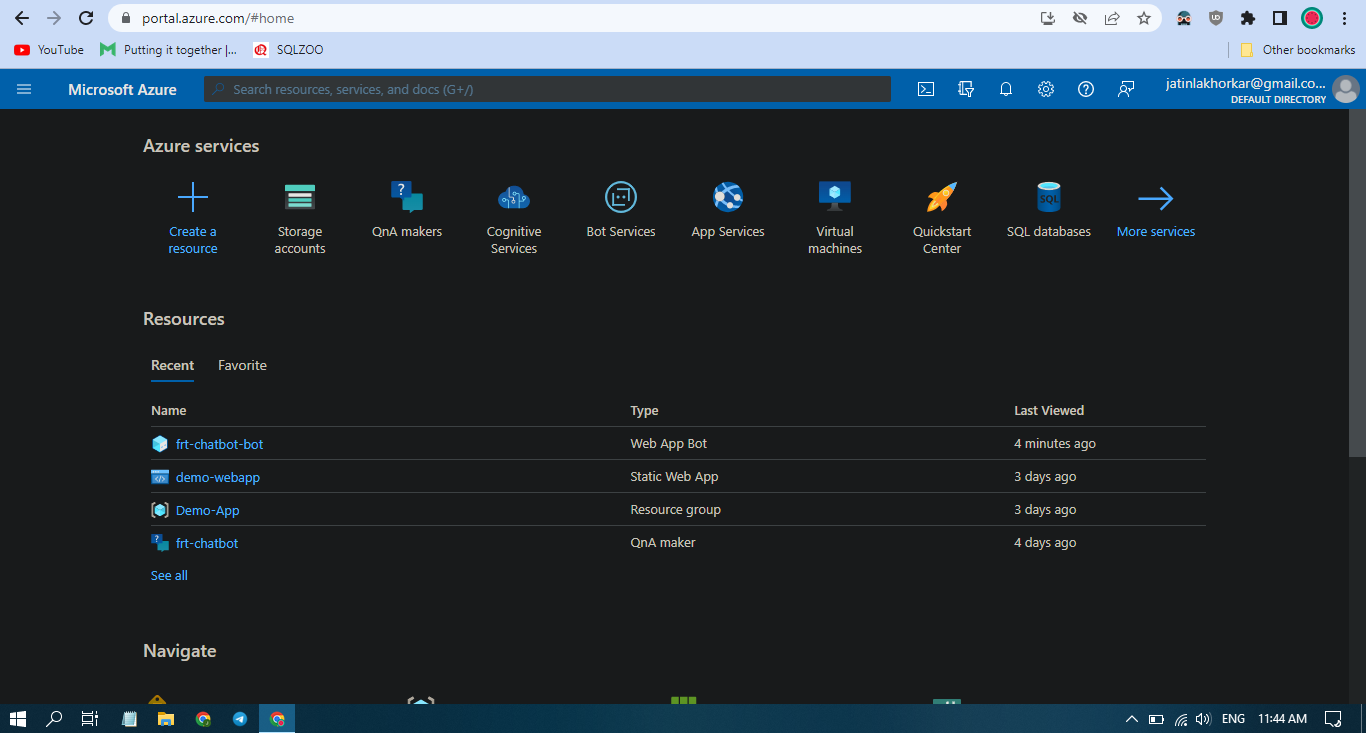 portal.azure.com/#home
YouTube
Putting it together |...
SQLZOO
Other bookmarks
Microsoft Azure
Search resources, services, and docs (G+/)
jatinlakhorkar@gmail.co...
DEFAULT DIRECTORY
Azure services
Create a
resource
Storage
accounts
QnA makers
Cognitive
Services
Bot Services
App Services
Virtual
machines
Quickstart
Center
SQL
SQL databases
More services
Resources
Recent
Favorite
Name
Type
Last Viewed
frt-chatbot-bot
Web App Bot
4 minutes ago
demo-webapp
Static Web App
3 days ago
Demo-App
Resource group
3 days ago
frt-chatbot
QnA maker
4 days ago
See all
Navigate
ENG
11:44 AM